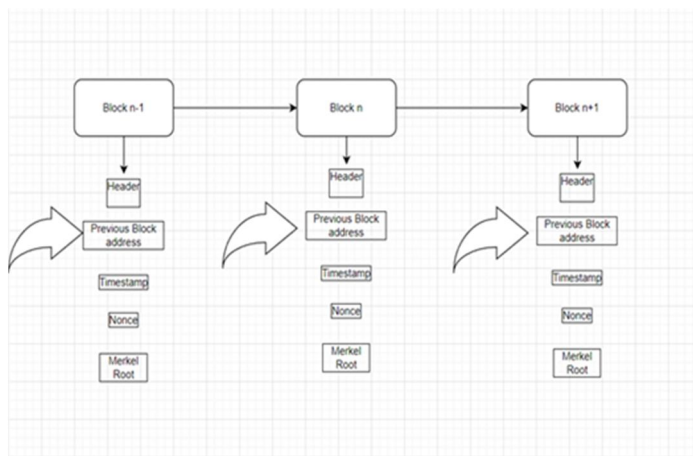 Block n-1
Block n
Block n+1
Header
Header
Header
Previous Block
address
Previous Block
address
Previous Block
address
Timestamp
Timestamp
Timestamp
Nonce
Nonce
Nonce
Merkel
Root
Merkel
Root
Merkel
Root